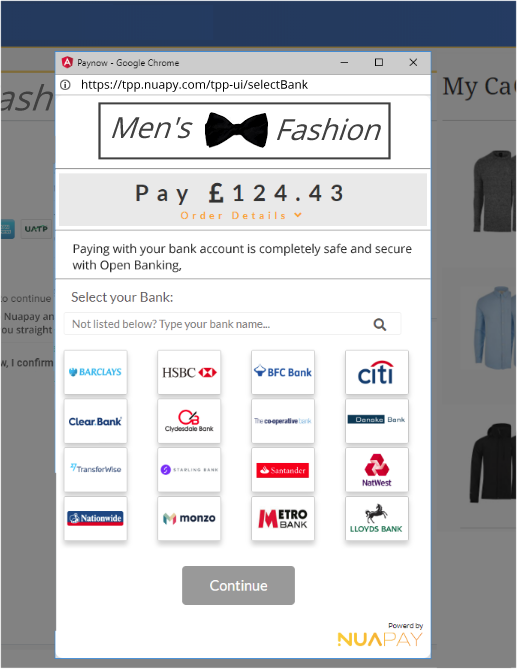 Paynow - Google Chrome
https://tpp.nuapy.com/tpp-ui/selectBank
ash
My Ca
Men's Fashion
Pay £124.43
Order Details
UATP
Paying with your bank account is completely safe and secure
with Open Banking,
to continue
Nuapay an
you straight
w, I confirm
Select your Bank:
Not listed below? Type your bank name...
BARCLAYS
HSBC
BFC Bank
citi
Clear.Bank
Clydesdale Bank
The co-operative bank
Danske Bank
TransferWise
STARLING BANK
Santander
NatWest
Nationwide
monzo
METRO
BANK
LLOYDS BANK
Continue
Powerd by
NUAPAY